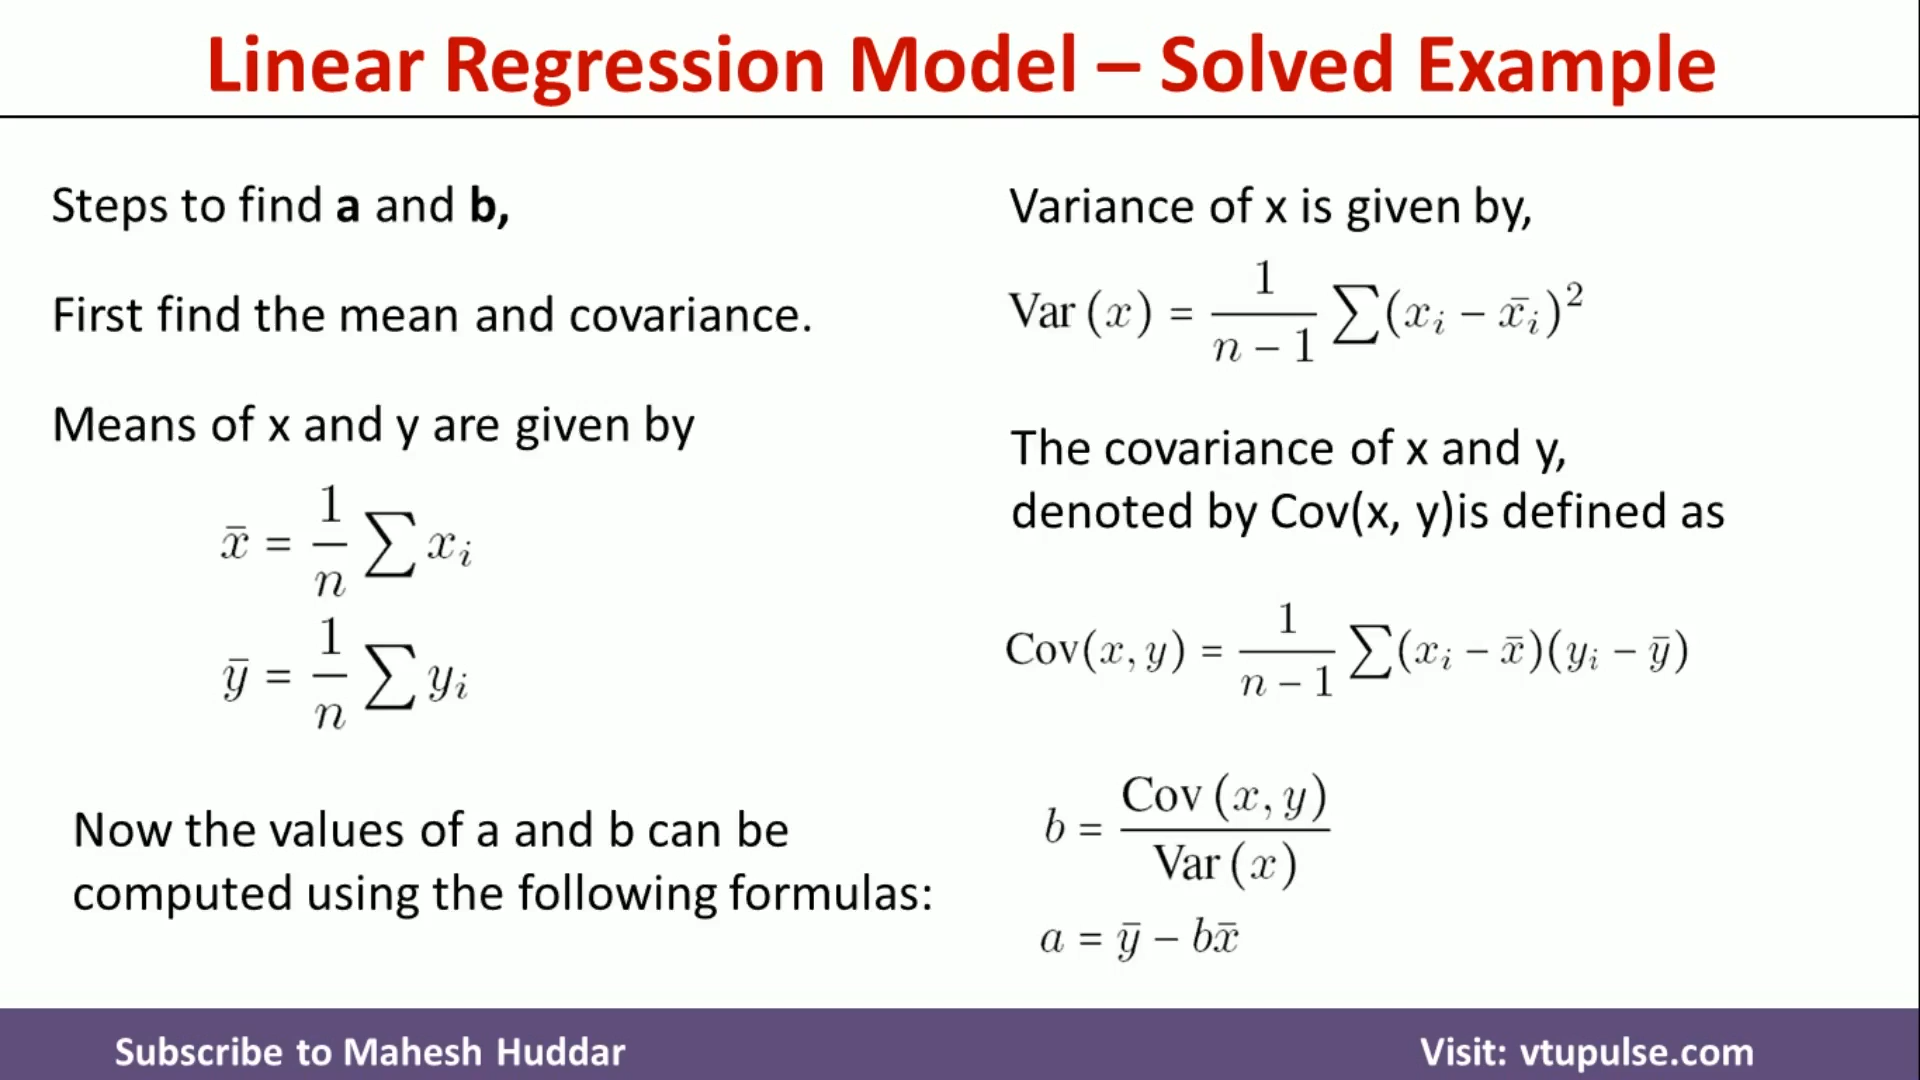 Linear Regression Model – Solved Example
Steps to find a and b,
First find the mean and covariance.
Means of x and y are given by
x̄ = 1/n ∑ xᵢ
ȳ = 1/n ∑ yᵢ
Now the values of a and b can be
computed using the following formulas:
Variance of x is given by,
Var (x) = 1/(n − 1) ∑(xᵢ − x̄ᵢ)²
The covariance of x and y,
denoted by Cov(x, y)is defined as
Cov(x, y) = 1/(n − 1) ∑(xᵢ − x̄)(yᵢ − ȳ)
b = Cov (x, y)/Var (x)
a = ȳ − bx̄
Subscribe to Mahesh Huddar
Visit: vtupulse.com